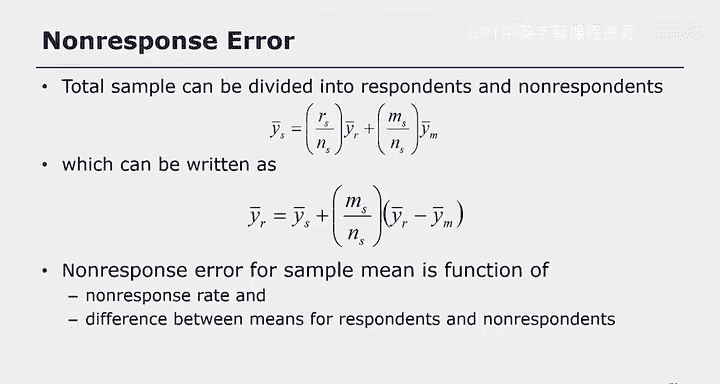 Nonresponse Error
• Total sample can be divided into respondents and nonrespondents
ȳ_s = (r_s / n_s) ȳ_r + (m_s / n_s) ȳ_m
• which can be written as
ȳ_r = ȳ_s + (m_s / n_s) (ȳ_r − ȳ_m)
• Nonresponse error for sample mean is function of
– nonresponse rate and
– difference between means for respondents and nonrespondents